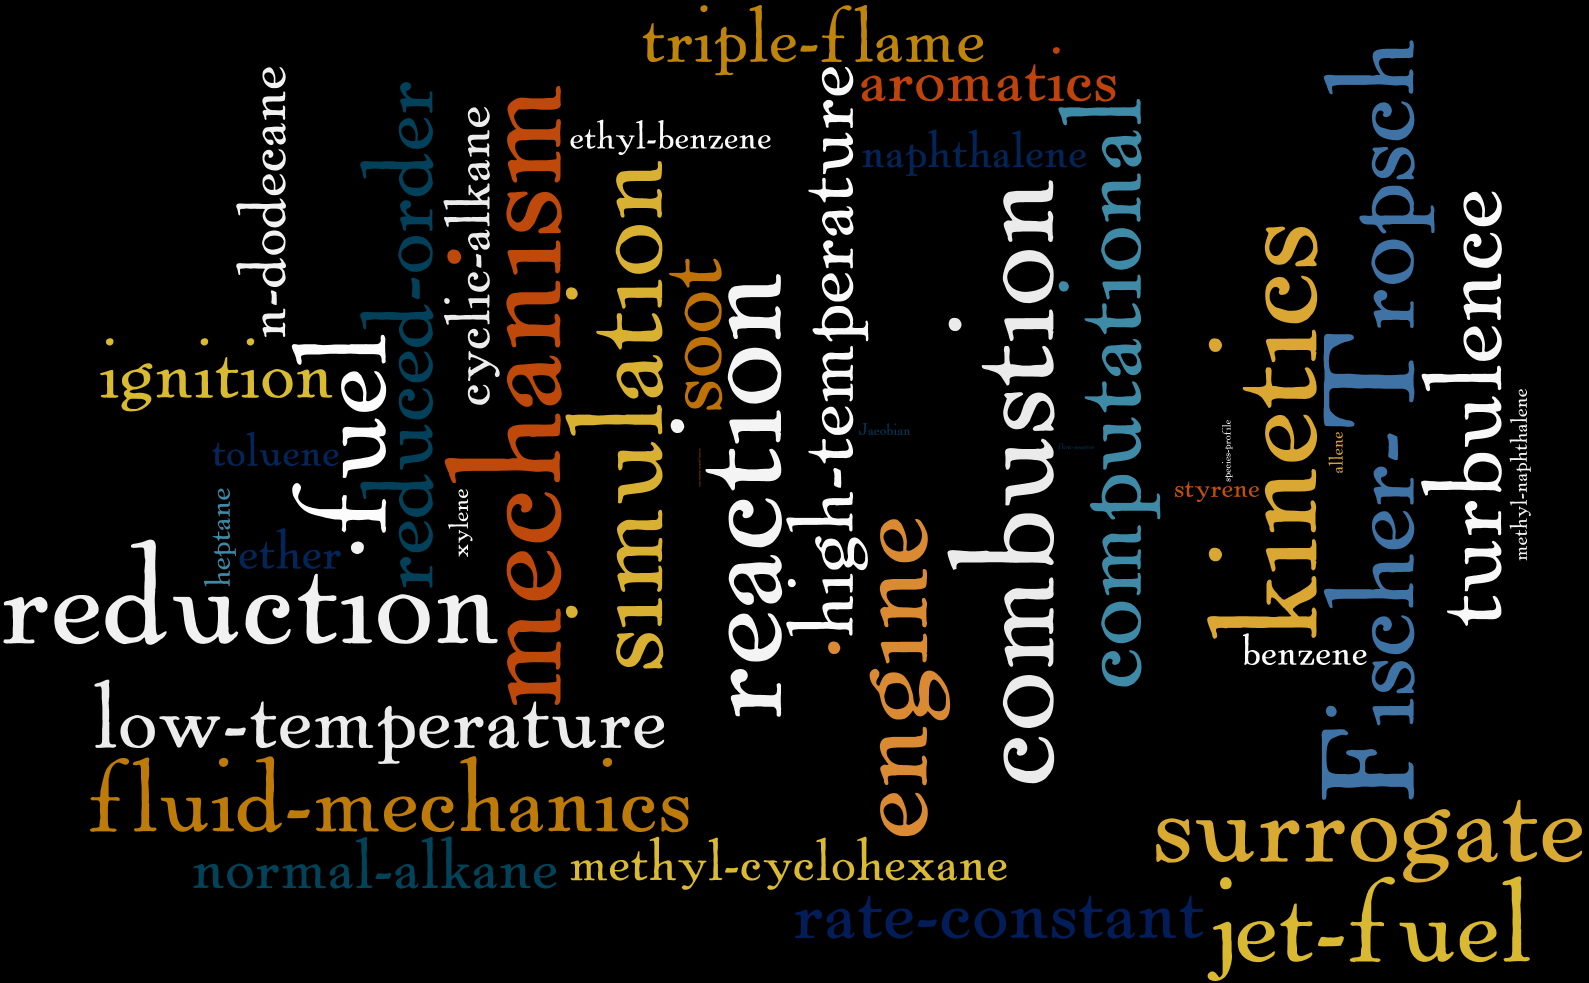 triple-flame
aromatics
n-dodecane
reduced-order
cyclic-alkane
mechanism
ethyl-benzene
simulation
soot
reaction
high-temperature
naphthalene
combustion
computational
kinetics
Fischer-Tropsch
turbulence
ignition
fuel
toluene
heptane
ether
xylene
Jacobian
species-profile
styrene
allene
methyl-naphthalene
reduction
engine
benzene
low-temperature
fluid-mechanics
normal-alkane
methyl-cyclohexane
surrogate
rate-constant
jet-fuel